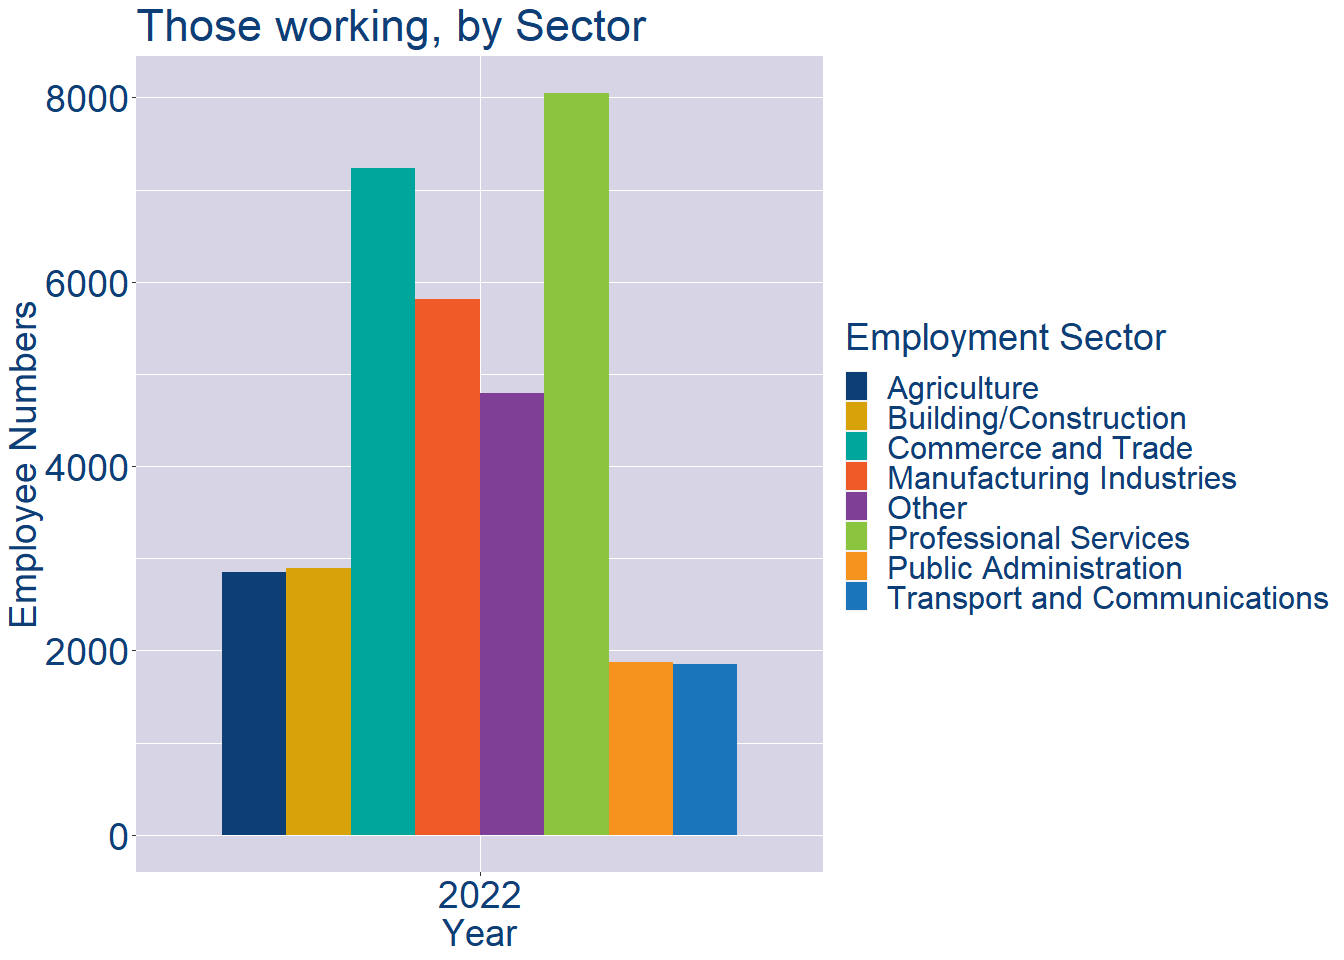 Those working, by Sector
8000
6000
4000
2000
0
Employee Numbers
2022
Year
Employment Sector
Agriculture
Building/Construction
Commerce and Trade
Manufacturing Industries
Other
Professional Services
Public Administration
Transport and Communications